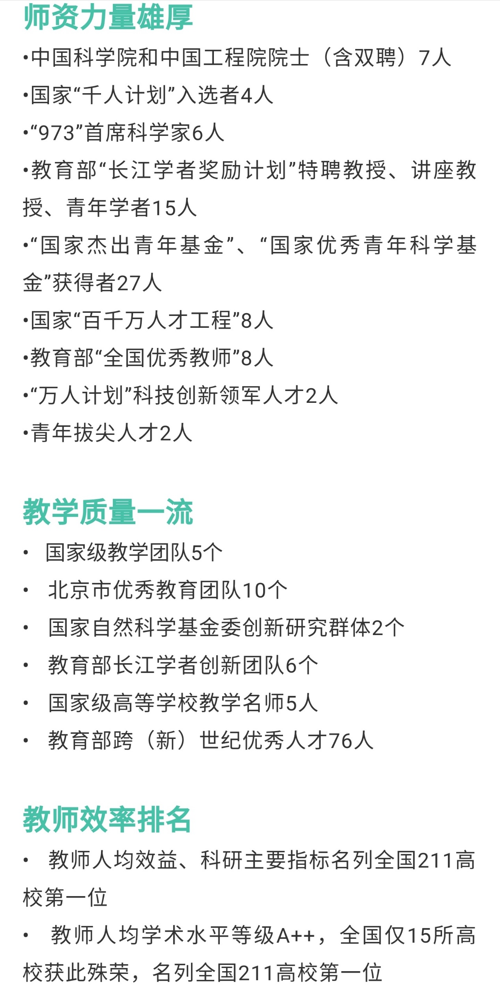 师资力量雄厚
•中国科学院和中国工程院院士（含双聘）7人
•国家“千人计划”入选者4人
•“973”首席科学家6人
•教育部“长江学者奖励计划”特聘教授、讲座教
授、青年学者15人
•“国家杰出青年基金”、“国家优秀青年科学基
金”获得者27人
•国家“百千万人才工程”8人
•教育部“全国优秀教师”8人
•“万人计划”科技创新领军人才2人
•青年拔尖人才2人
教学质量一流
• 国家级教学团队5个
• 北京市优秀教育团队10个
• 国家自然科学基金委创新研究群体2个
• 教育部长江学者创新团队6个
• 国家级高等学校教学名师5人
• 教育部跨（新）世纪优秀人才76人
教师效率排名
• 教师人均效益、科研主要指标名列全国211高
校第一位
• 教师人均学术水平等级A++，全国仅15所高
校获此殊荣，名列全国211高校第一位